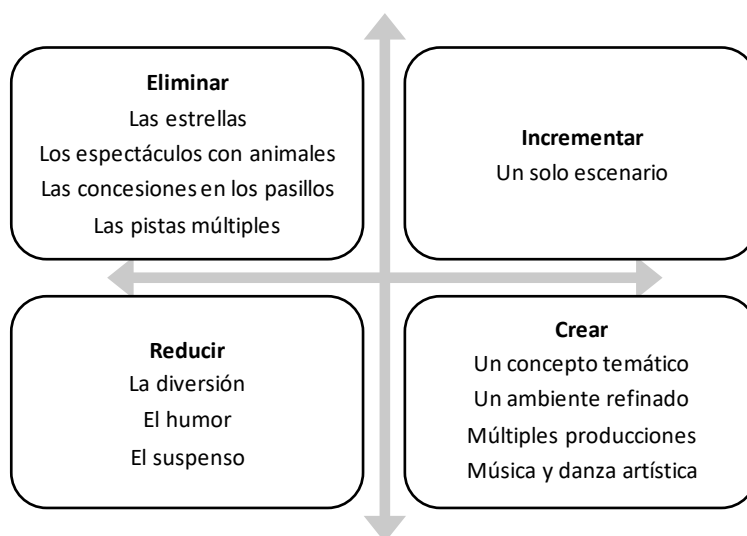 Eliminar
Las estrellas
Los espectáculos con animales
Las concesiones en los pasillos
Las pistas múltiples
Incrementar
Un solo escenario
Reducir
La diversión
El humor
El suspenso
Crear
Un concepto temático
Un ambiente refinado
Múltiples producciones
Música y danza artística